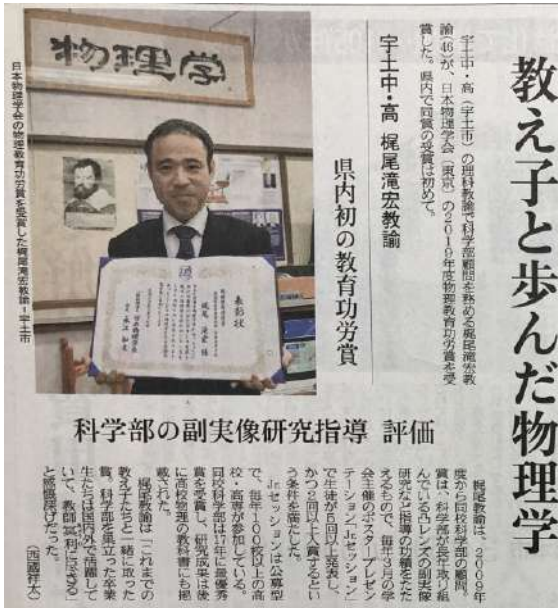 教え子と歩んだ物理学
宇土中・高 梶尾滝宏教諭
県内初の教育功労賞
宇土中・高(宇土市)の理科教諭で科学部顧問を務める梶尾滝宏教
諭(46)が、日本物理学会(東京)の2019年度物理教育功労賞を受
賞した。県内で同賞の受賞は初めて。
物理学
表彰状
梶尾 滝宏 様
日本物理学会の物理教育功労賞を受賞した梶尾滝宏教諭=宇土市
科学部の副実像研究指導 評価
梶尾教諭は、2009年
度から同校科学部の顧問。
賞は、科学部が長年取り組
んでいる凸レンズの副実像
研究など指導の功績をたた
えるもので、毎年3月の学
会主催のポスタープレゼン
テーション「Jr.セッション」
で生徒が5回以上発表し、
かつ2回以上入賞するとい
う条件を満たした。
Jr.セッションは公募型
で、毎年100校以上の高
校・高専が参加している。
同校科学部は17年に最優秀
賞を受賞し、研究成果は後
に高校物理の教科書にも掲
載された。
梶尾教諭は「これまでの
教え子たちと一緒に取った
賞。科学部を巣立った卒業
生たちは国内外で活躍して
いて、教師冥利に尽きる」
と感慨深げだった。
(西國祥太)